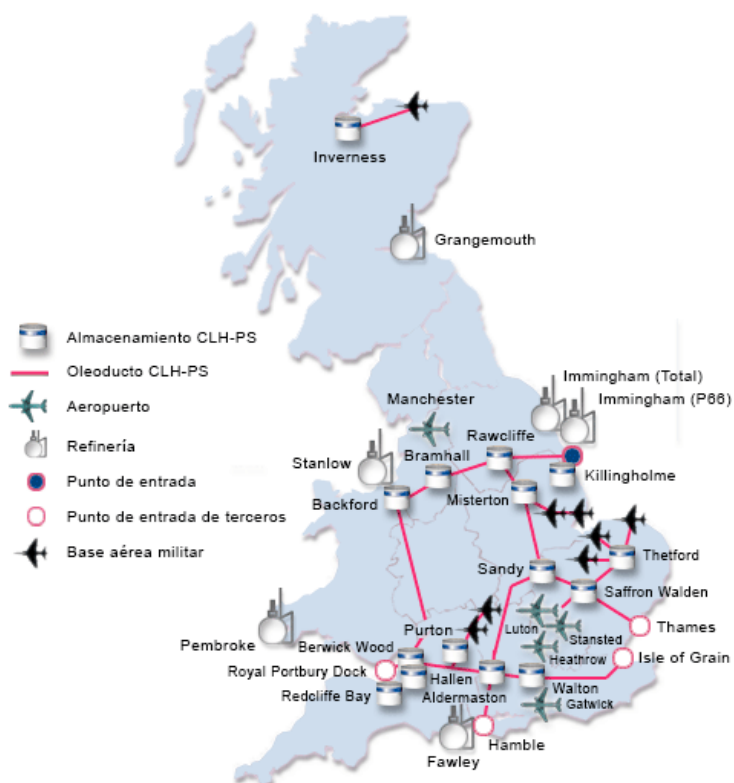 Inverness
Grangemouth
Almacenamiento CLH-PS
Oleoducto CLH-PS
Aeropuerto
Refinería
Punto de entrada
Punto de entrada de terceros
Base aérea militar
Immingham (Total)
Immingham (P66)
Manchester
Rawcliffe
Stanlow
Bramhall
Killingholme
Backford
Misterton
Thetford
Sandy
Saffron Walden
Pembroke
Purton
Luton
Stansted
Thames
Berwick Wood
Heathrow
Isle of Grain
Royal Portbury Dock
Hallen
Redcliffe Bay
Aldermaston
Walton
Gatwick
Hamble
Fawley